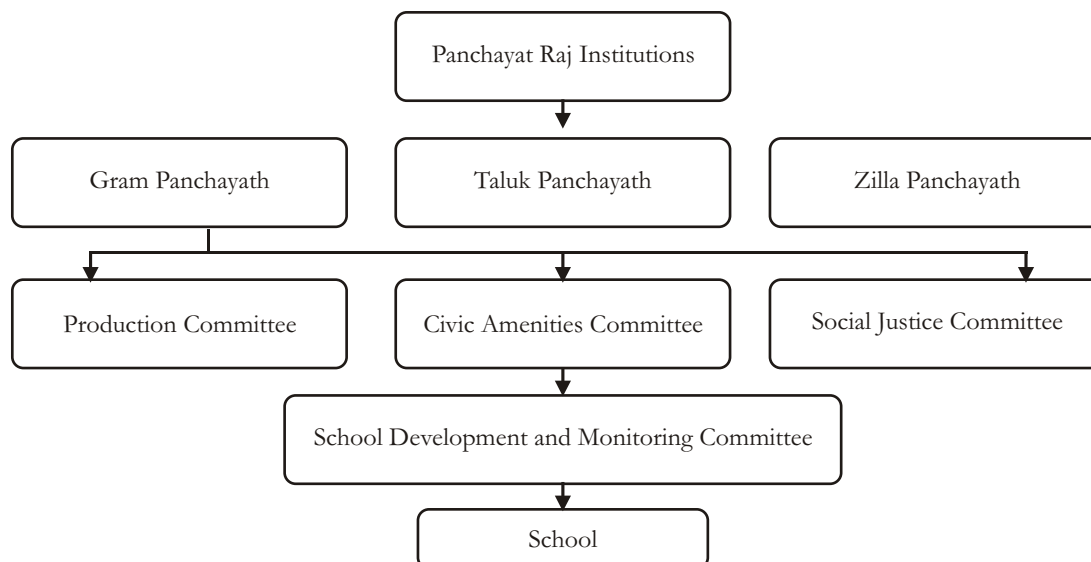 Panchayat Raj Institutions
Gram Panchayath
Taluk Panchayath
Zilla Panchayath
Production Committee
Civic Amenities Committee
Social Justice Committee
School Development and Monitoring Committee
School